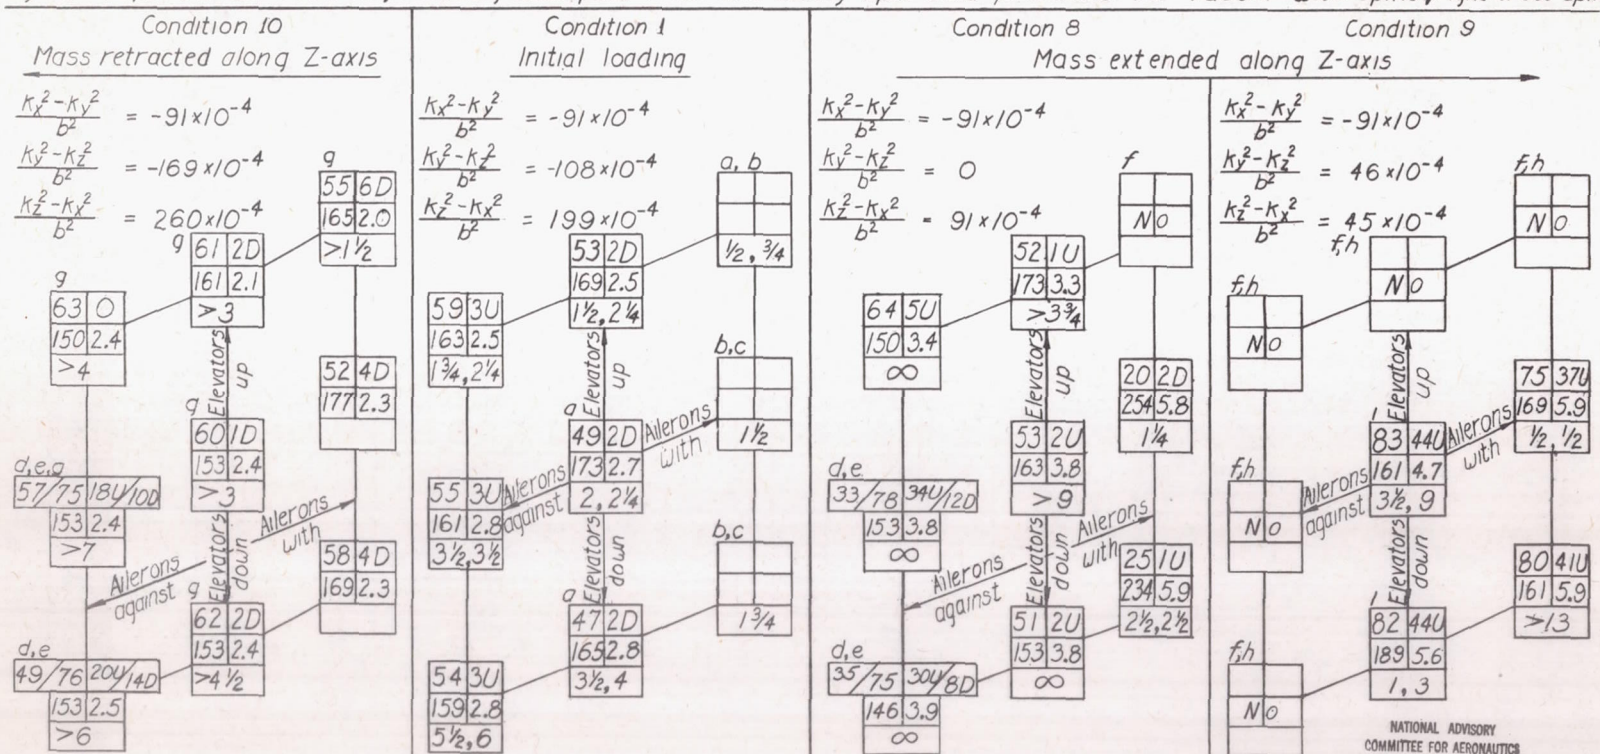 Condition 10
Mass retracted along Z-axis
kx²-ky²/b² = -91×10⁻⁴
ky²-kz²/b² = -169×10⁻⁴
kz²-kx²/b² = 260×10⁻⁴
g
55 6D
165 2.0
>1½
g
61 2D
161 2.1
>3
g
63 0
150 2.4
>4
Elevators up
52 4D
177 2.3
g
60 1D
153 2.4
>3
d,e,g
57/75 18U/10D
153 2.4
>7
Ailerons against
Elevators down
Ailerons with
58 4D
169 2.3
g
62 2D
153 2.4
>4½
d,e
49/76 20U/14D
153 2.5
>6
Condition 1
Initial loading
kx²-ky²/b² = -91×10⁻⁴
ky²-kz²/b² = -108×10⁻⁴
kz²-kx²/b² = 199×10⁻⁴
a, b
½, ¾
53 2D
169 2.5
1½, 2¼
59 3U
163 2.5
1¾, 2¼
Elevators up
b,c
1½
a
49 2D
173 2.7
2, 2¼
Ailerons with
55 3U
161 2.8
3½, 3½
Ailerons against
Elevators down
b,c
1¾
a
47 2D
165 2.8
3½, 4
54 3U
159 2.8
5½, 6
Condition 8
Condition 9
Mass extended along Z-axis
kx²-ky²/b² = -91×10⁻⁴
ky²-kz²/b² = 0
kz²-kx²/b² = 91×10⁻⁴
f
NO
52 1U
173 3.3
>3¾
64 5U
150 3.4
∞
Elevators up
20 2D
254 5.8
1¼
53 2U
163 3.8
>9
d,e
33/78 34U/12D
153 3.8
∞
Ailerons against
Elevators down
Ailerons with
25 1U
234 5.9
2½, 2½
51 2U
153 3.8
∞
d,e
35/75 30U/8D
146 3.9
∞
kx²-ky²/b² = -91×10⁻⁴
ky²-kz²/b² = 46×10⁻⁴
kz²-kx²/b² = 45×10⁻⁴
f,h
NO
f,h
NO
f,h
NO
Elevators up
75 37U
169 5.9
½, ½
83 44U
161 4.7
3½, 9
Ailerons with
f,h
NO
Ailerons against
Elevators down
80 41U
161 5.9
>13
82 44U
189 5.6
1, 3
f,h
NO
NATIONAL ADVISORY
COMMITTEE FOR AERONAUTICS